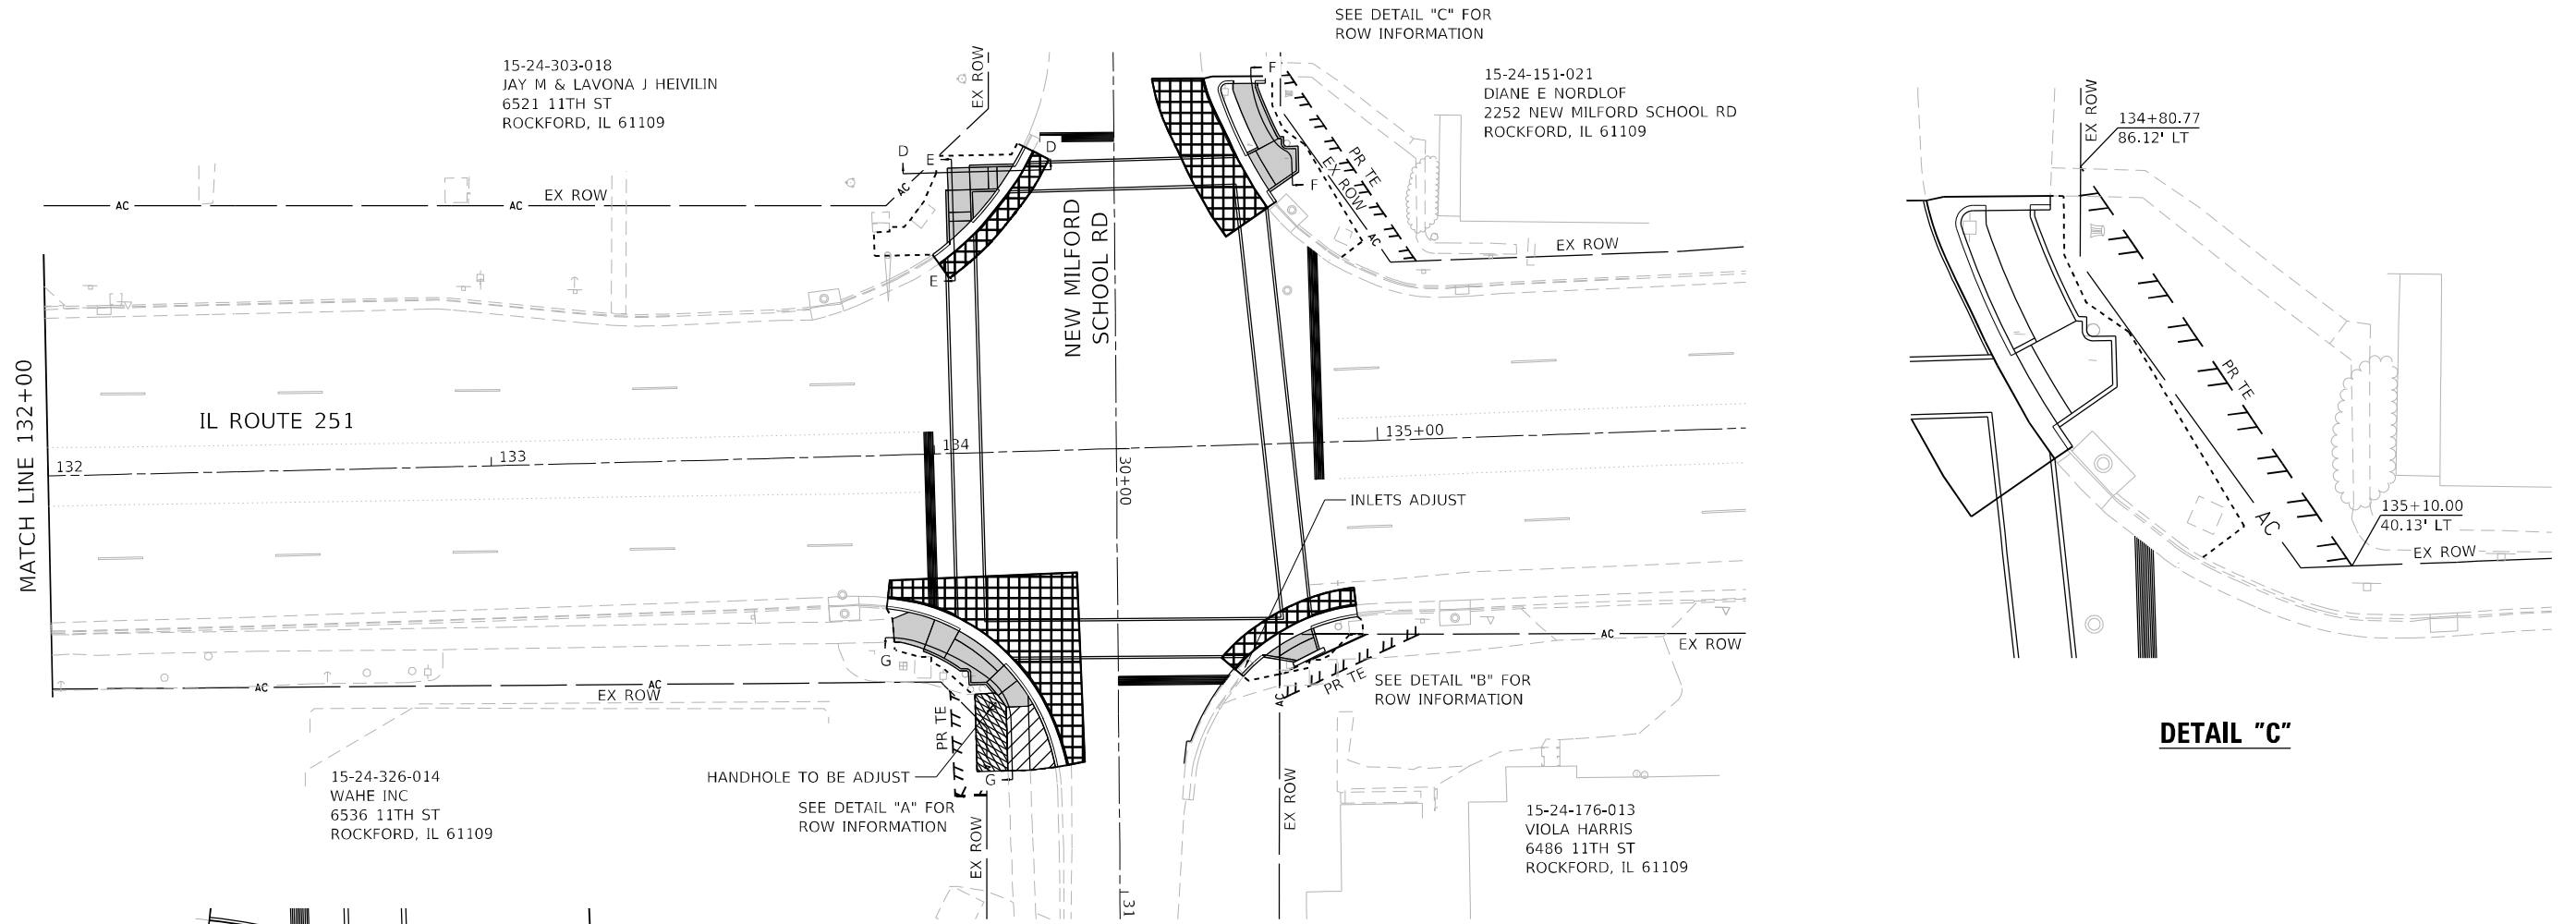 SEE DETAIL "C" FOR
ROW INFORMATION
15-24-303-018
JAY M & LAVONA J HEIVILIN
6521 11TH ST
ROCKFORD, IL 61109
EX ROW
F
15-24-151-021
DIANE E NORDLOF
2252 NEW MILFORD SCHOOL RD
ROCKFORD, IL 61109
D
E
D
F
PR TE
EX ROW
AC
AC
EX ROW
AC
AC
AC
EX ROW
E
NEW MILFORD
SCHOOL RD
MATCH LINE 132+00
IL ROUTE 251
132
133
134
135+00
30+00
INLETS ADJUST
G
AC
AC
EX ROW
AC
EX ROW
AC
PR TE
SEE DETAIL "B" FOR
ROW INFORMATION
PR TE
HANDHOLE TO BE ADJUST
G
SEE DETAIL "A" FOR
ROW INFORMATION
15-24-326-014
WAHE INC
6536 11TH ST
ROCKFORD, IL 61109
EX ROW
EX ROW
31
15-24-176-013
VIOLA HARRIS
6486 11TH ST
ROCKFORD, IL 61109
EX ROW
134+80.77
86.12' LT
PR TE
AC
135+10.00
40.13' LT
EX ROW
DETAIL "C"